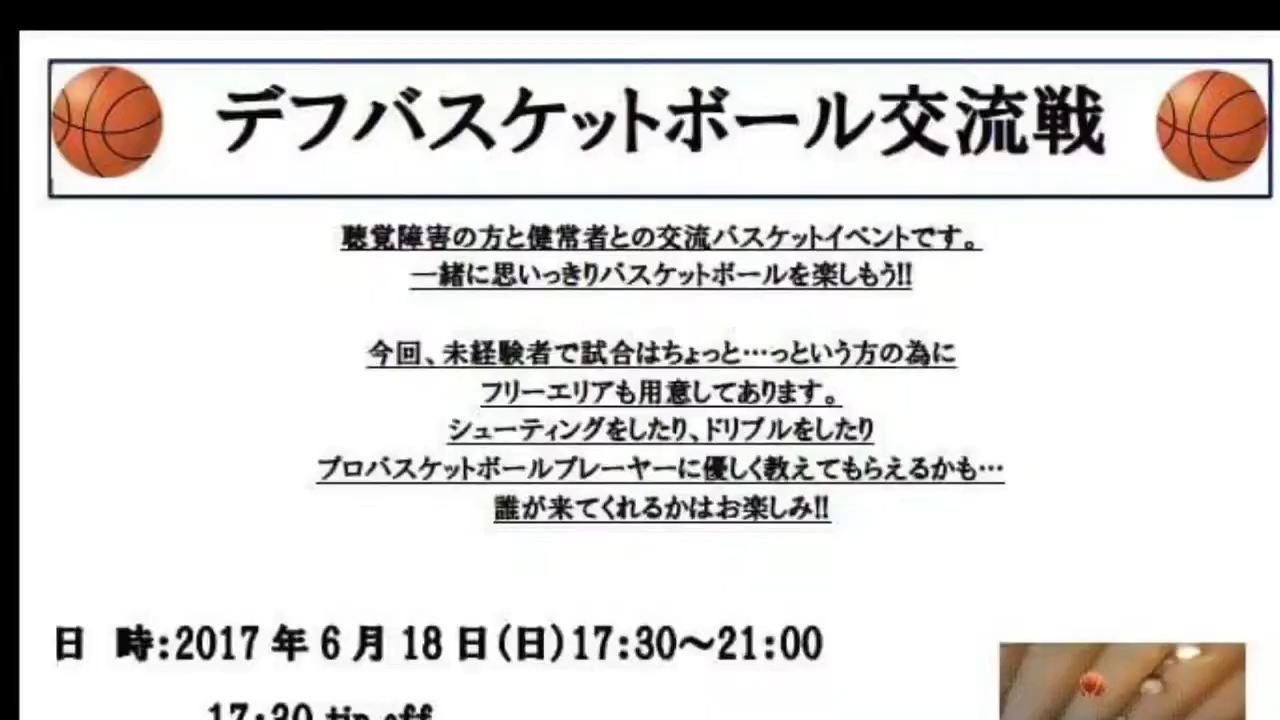 デフバスケットボール交流戦
聴覚障害の方と健常者との交流バスケットイベントです。
一緒に思いっきりバスケットボールを楽しもう!!
今回、未経験者で試合はちょっと…っという方の為に
フリーエリアも用意してあります。
シューティングをしたり、ドリブルをしたり
プロバスケットボールプレーヤーに優しく教えてもらえるかも…
誰が来てくれるかはお楽しみ!!
日　時:2017年6月18日(日)17:30～21:00
17:30 tip off